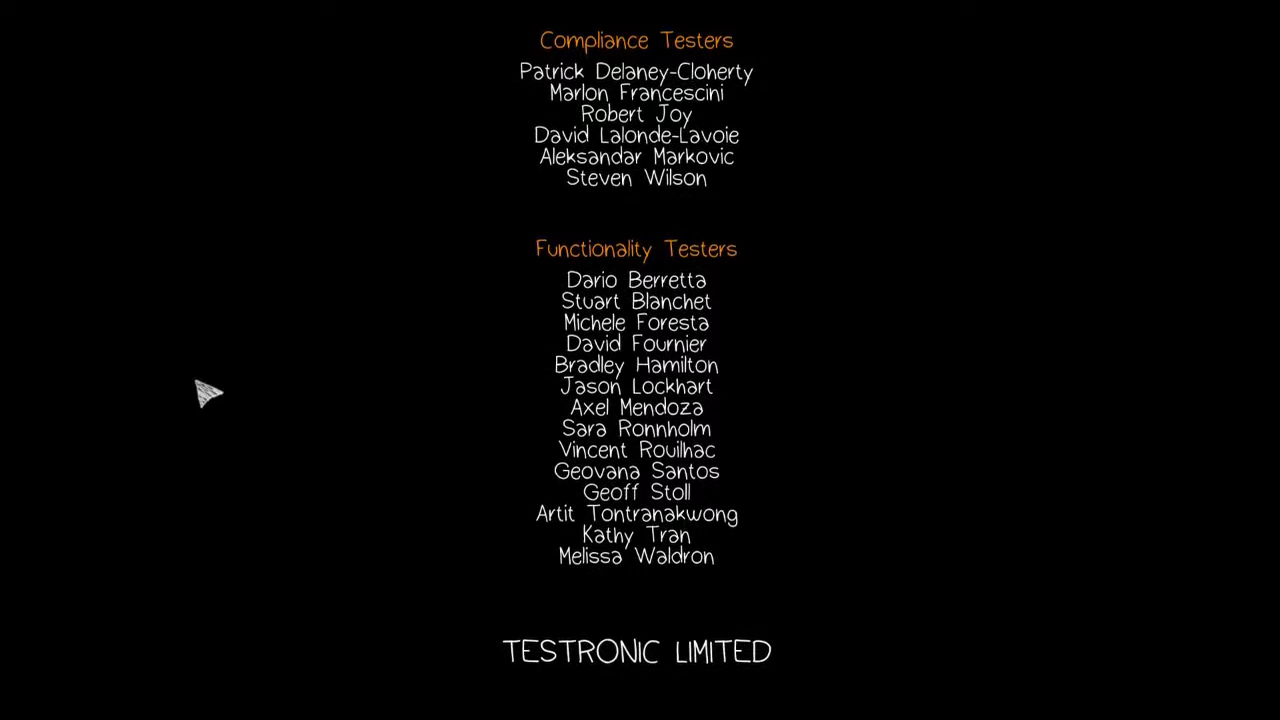 Compliance Testers
Patrick Delaney-Cloherty
Marlon Francescini
Robert Joy
David Lalonde-Lavoie
Aleksandar Markovic
Steven Wilson
Functionality Testers
Dario Berretta
Stuart Blanchet
Michele Foresta
David Fournier
Bradley Hamilton
Jason Lockhart
Axel Mendoza
Sara Ronnholm
Vincent Rouilhac
Geovana Santos
Geoff Stoll
Artit Tontranakwong
Kathy Tran
Melissa Waldron
TESTRONIC LIMITED